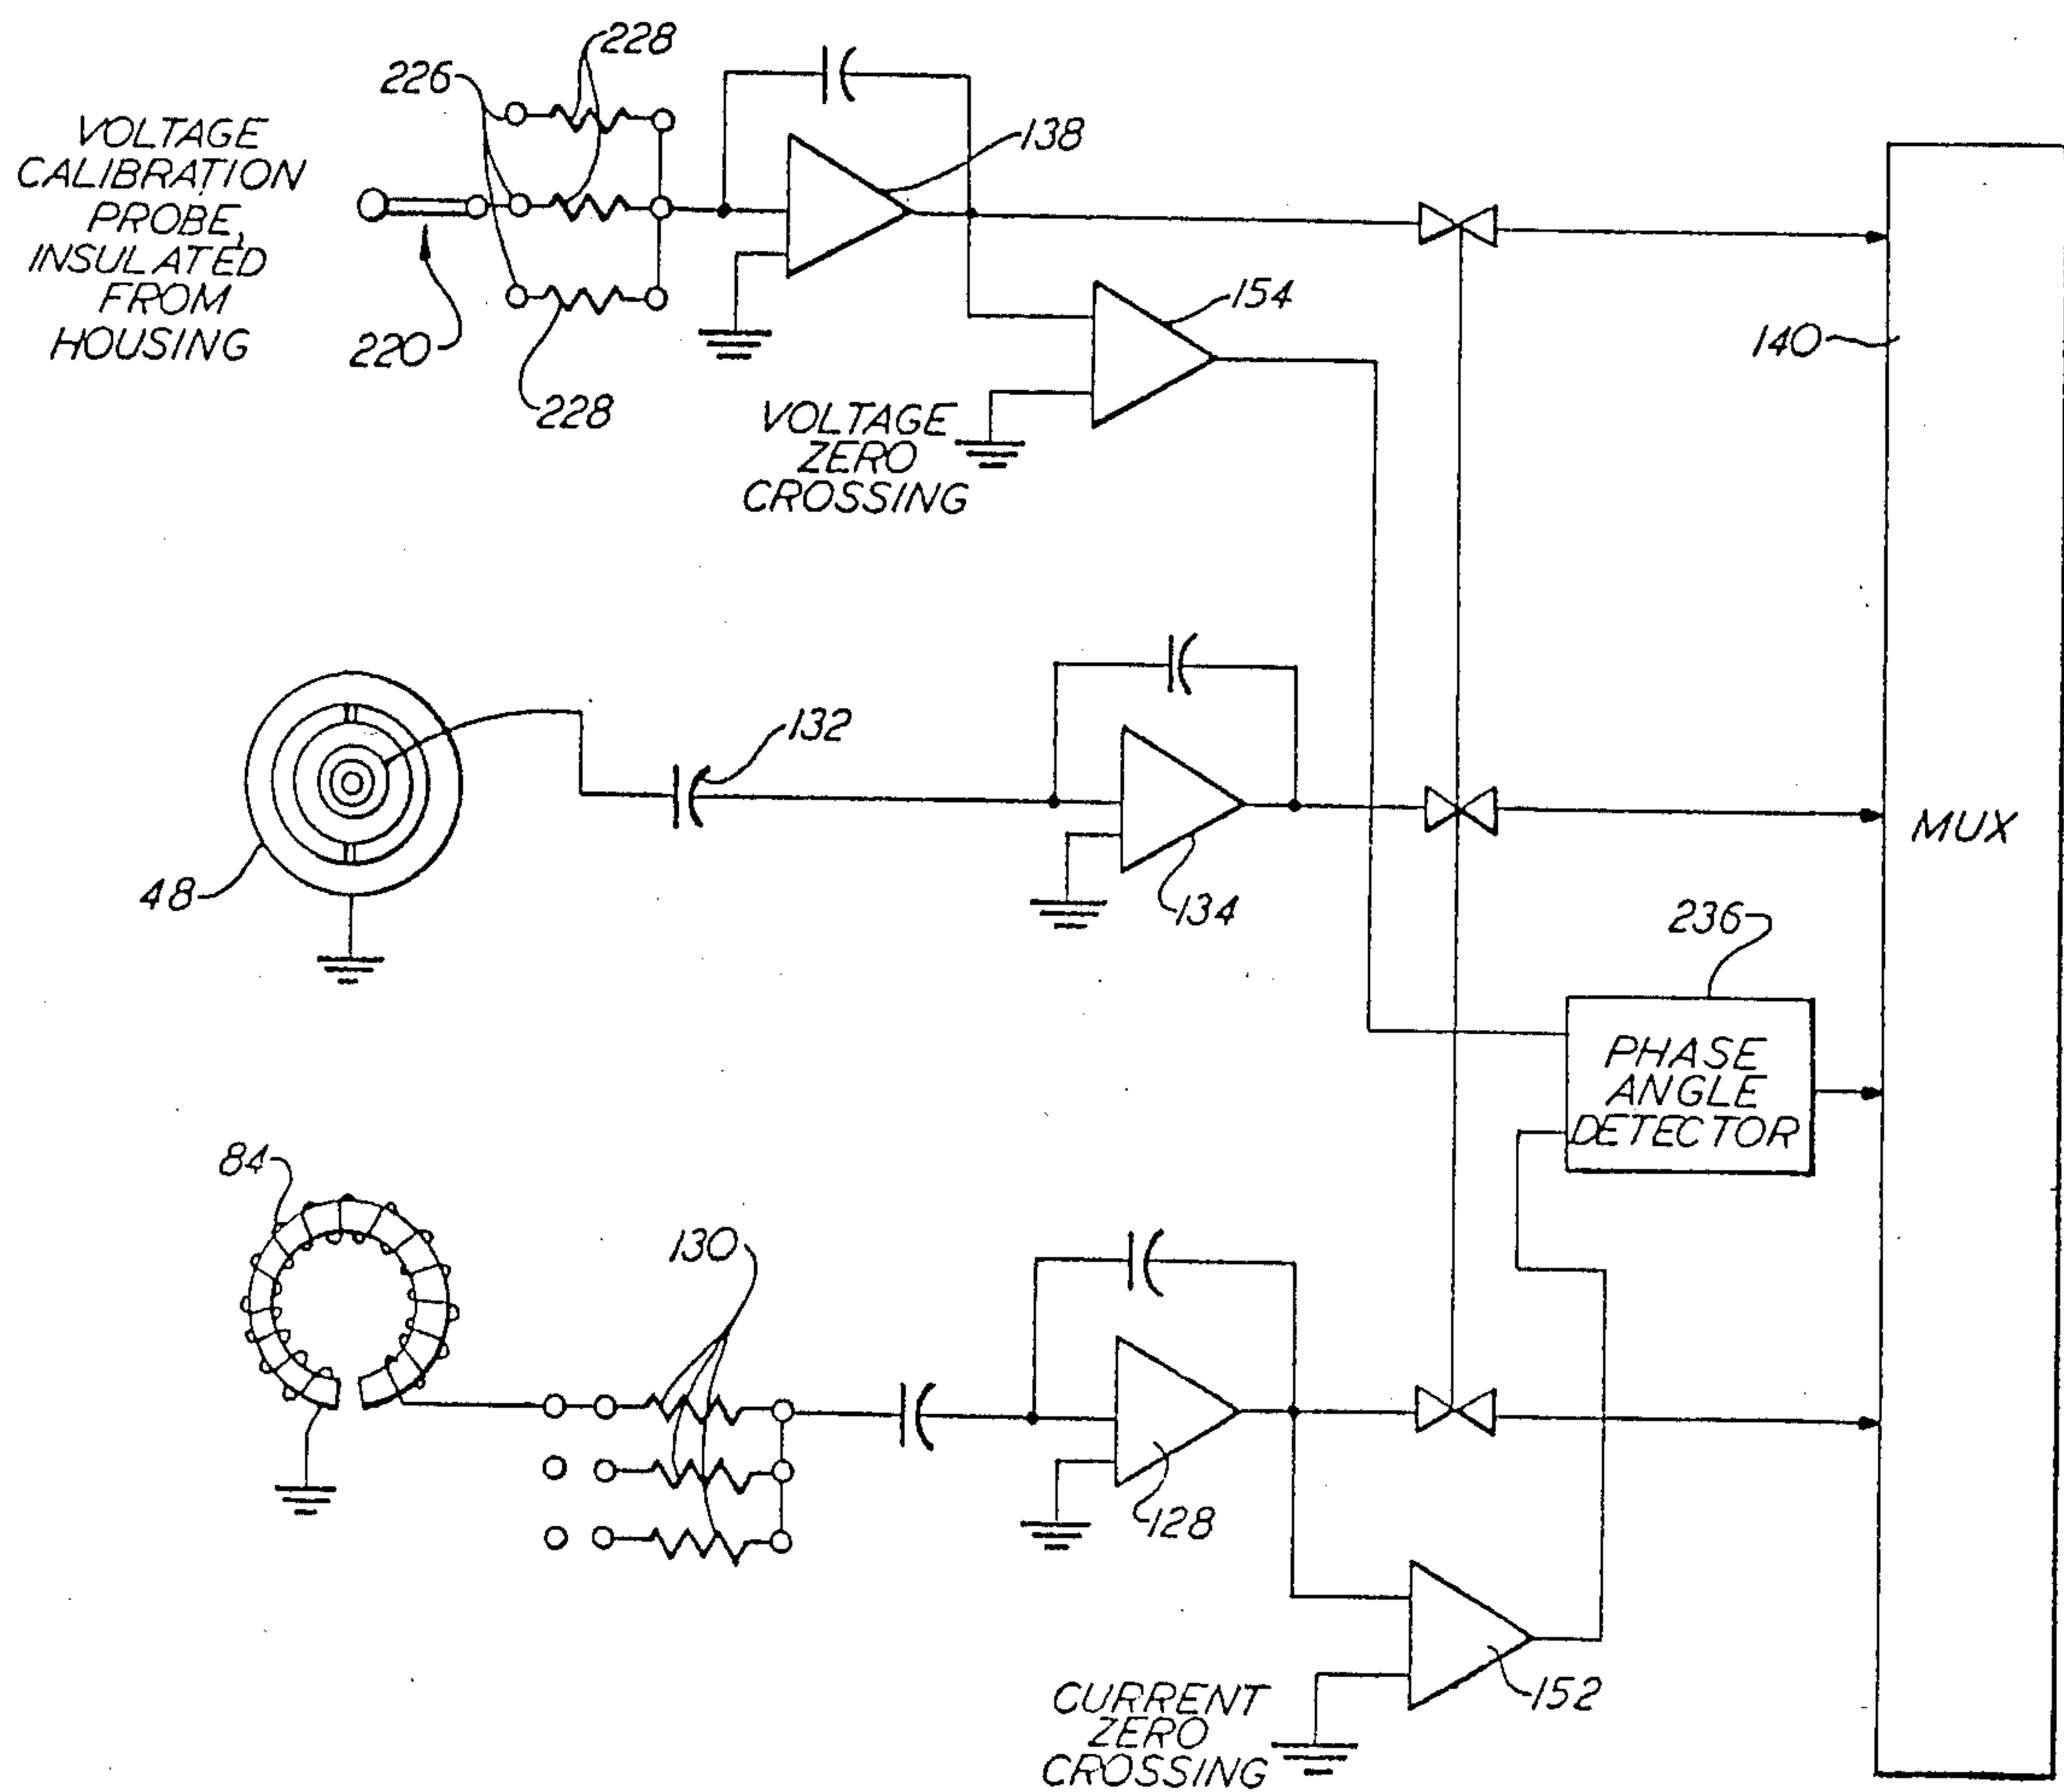 228
226
VOLTAGE
CALIBRATION
PROBE,
INSULATED
FROM
HOUSING
220
228
138
154
140
VOLTAGE
ZERO
CROSSING
132
48
134
MUX
236
PHASE
ANGLE
DETECTOR
84
130
128
152
CURRENT
ZERO
CROSSING